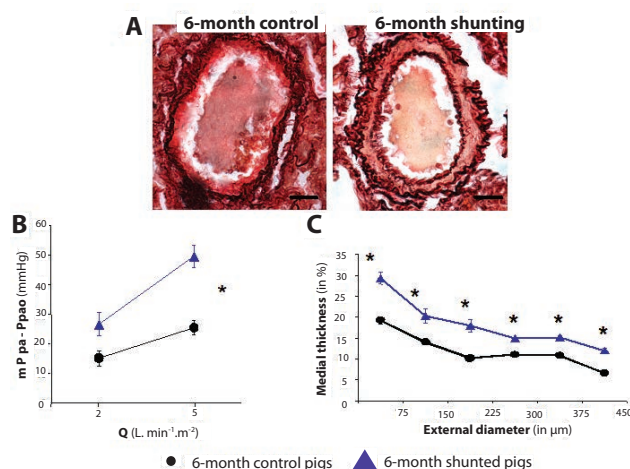 A
6-month control
6-month shunting
B
60
50
40
30
20
10
0
m P pa - Ppao (mmHg)
*
2
5
Q (L. min⁻¹.m⁻²)
C
35
30
25
20
15
10
5
0
Medial thickness (in %)
* * * * * *
75 150 225 300 375 450
External diameter (in μm)
6-month control pigs
6-month shunted pigs